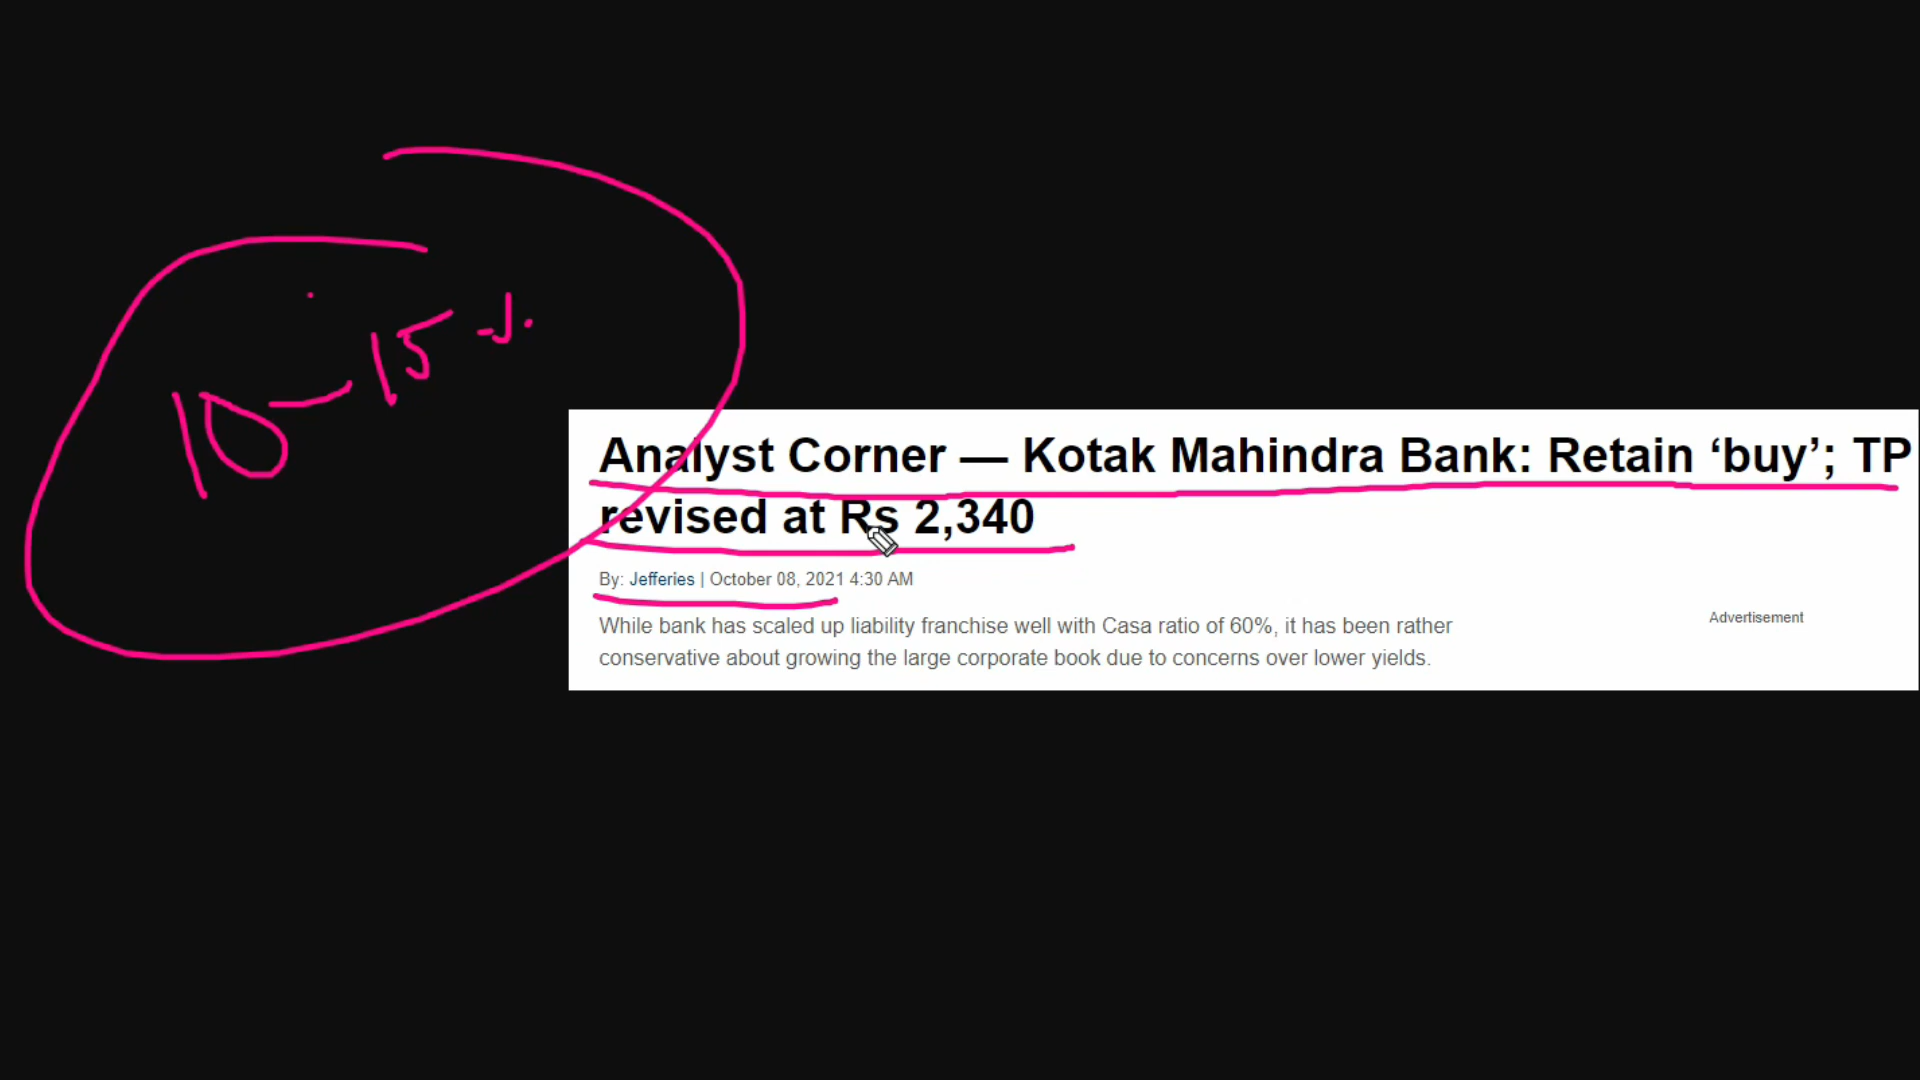 10-15 %
Analyst Corner — Kotak Mahindra Bank: Retain ‘buy’; TP
revised at Rs 2,340
By: Jefferies | October 08, 2021 4:30 AM
While bank has scaled up liability franchise well with Casa ratio of 60%, it has been rather
conservative about growing the large corporate book due to concerns over lower yields.
Advertisement